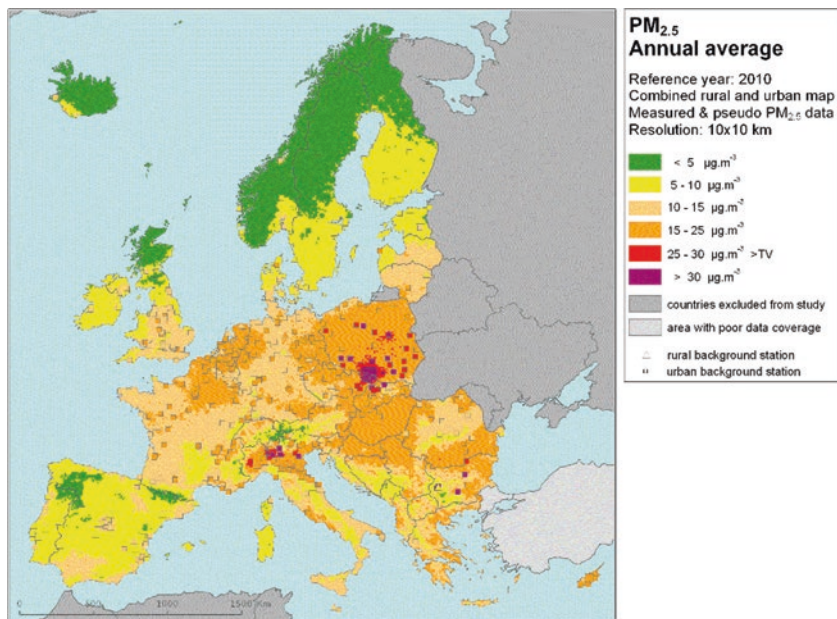 PM2.5
Annual average
Reference year: 2010
Combined rural and urban map
Measured & pseudo PM2.5 data
Resolution: 10x10 km
< 5 µg.m-3
5 - 10 µg.m-3
10 - 15 µg.m-3
15 - 25 µg.m-3
25 - 30 µg.m-3 >TV
> 30 µg.m-3
countries excluded from study
area with poor data coverage
rural background station
urban background station
0 500 1000 1500 Km